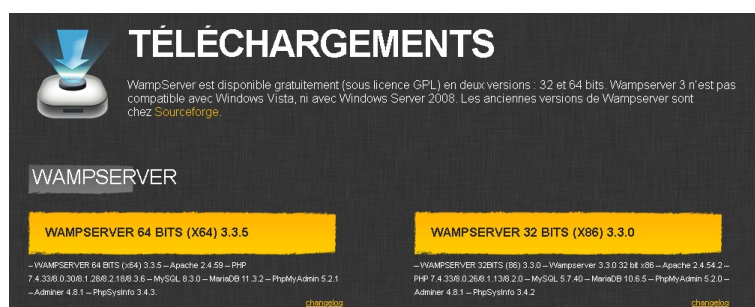 TÉLÉCHARGEMENTS
WampServer est disponible gratuitement (sous licence GPL) en deux versions : 32 et 64 bits. Wampserver 3 n'est pas
compatible avec Windows Vista, ni avec Windows Server 2008. Les anciennes versions de Wampserver sont
chez Sourceforge.
WAMPSERVER
WAMPSERVER 64 BITS (X64) 3.3.5
– WAMPSERVER 64 BITS (x64) 3.3.5 – Apache 2.4.59 – PHP
7.4.33/8.0.30/8.1.28/8.2.18/8.3.6 – MySQL 8.3.0 – MariaDB 11.3.2 – PhpMyAdmin 5.2.1
– Adminer 4.8.1 – PhpSysInfo 3.4.3.
changelog
WAMPSERVER 32 BITS (X86) 3.3.0
– WAMPSERVER 32BITS (86) 3.3.0 – Wampserver 3.3.0 32 bit x86 – Apache 2.4.54.2 –
PHP 7.4.33/8.0.26/8.1.13/8.2.0 – MySQL 5.7.40 – MariaDB 10.6.5 – PhpMyAdmin 5.2.0 –
Adminer 4.8.1 – PhpSysInfo 3.4.2
changelog